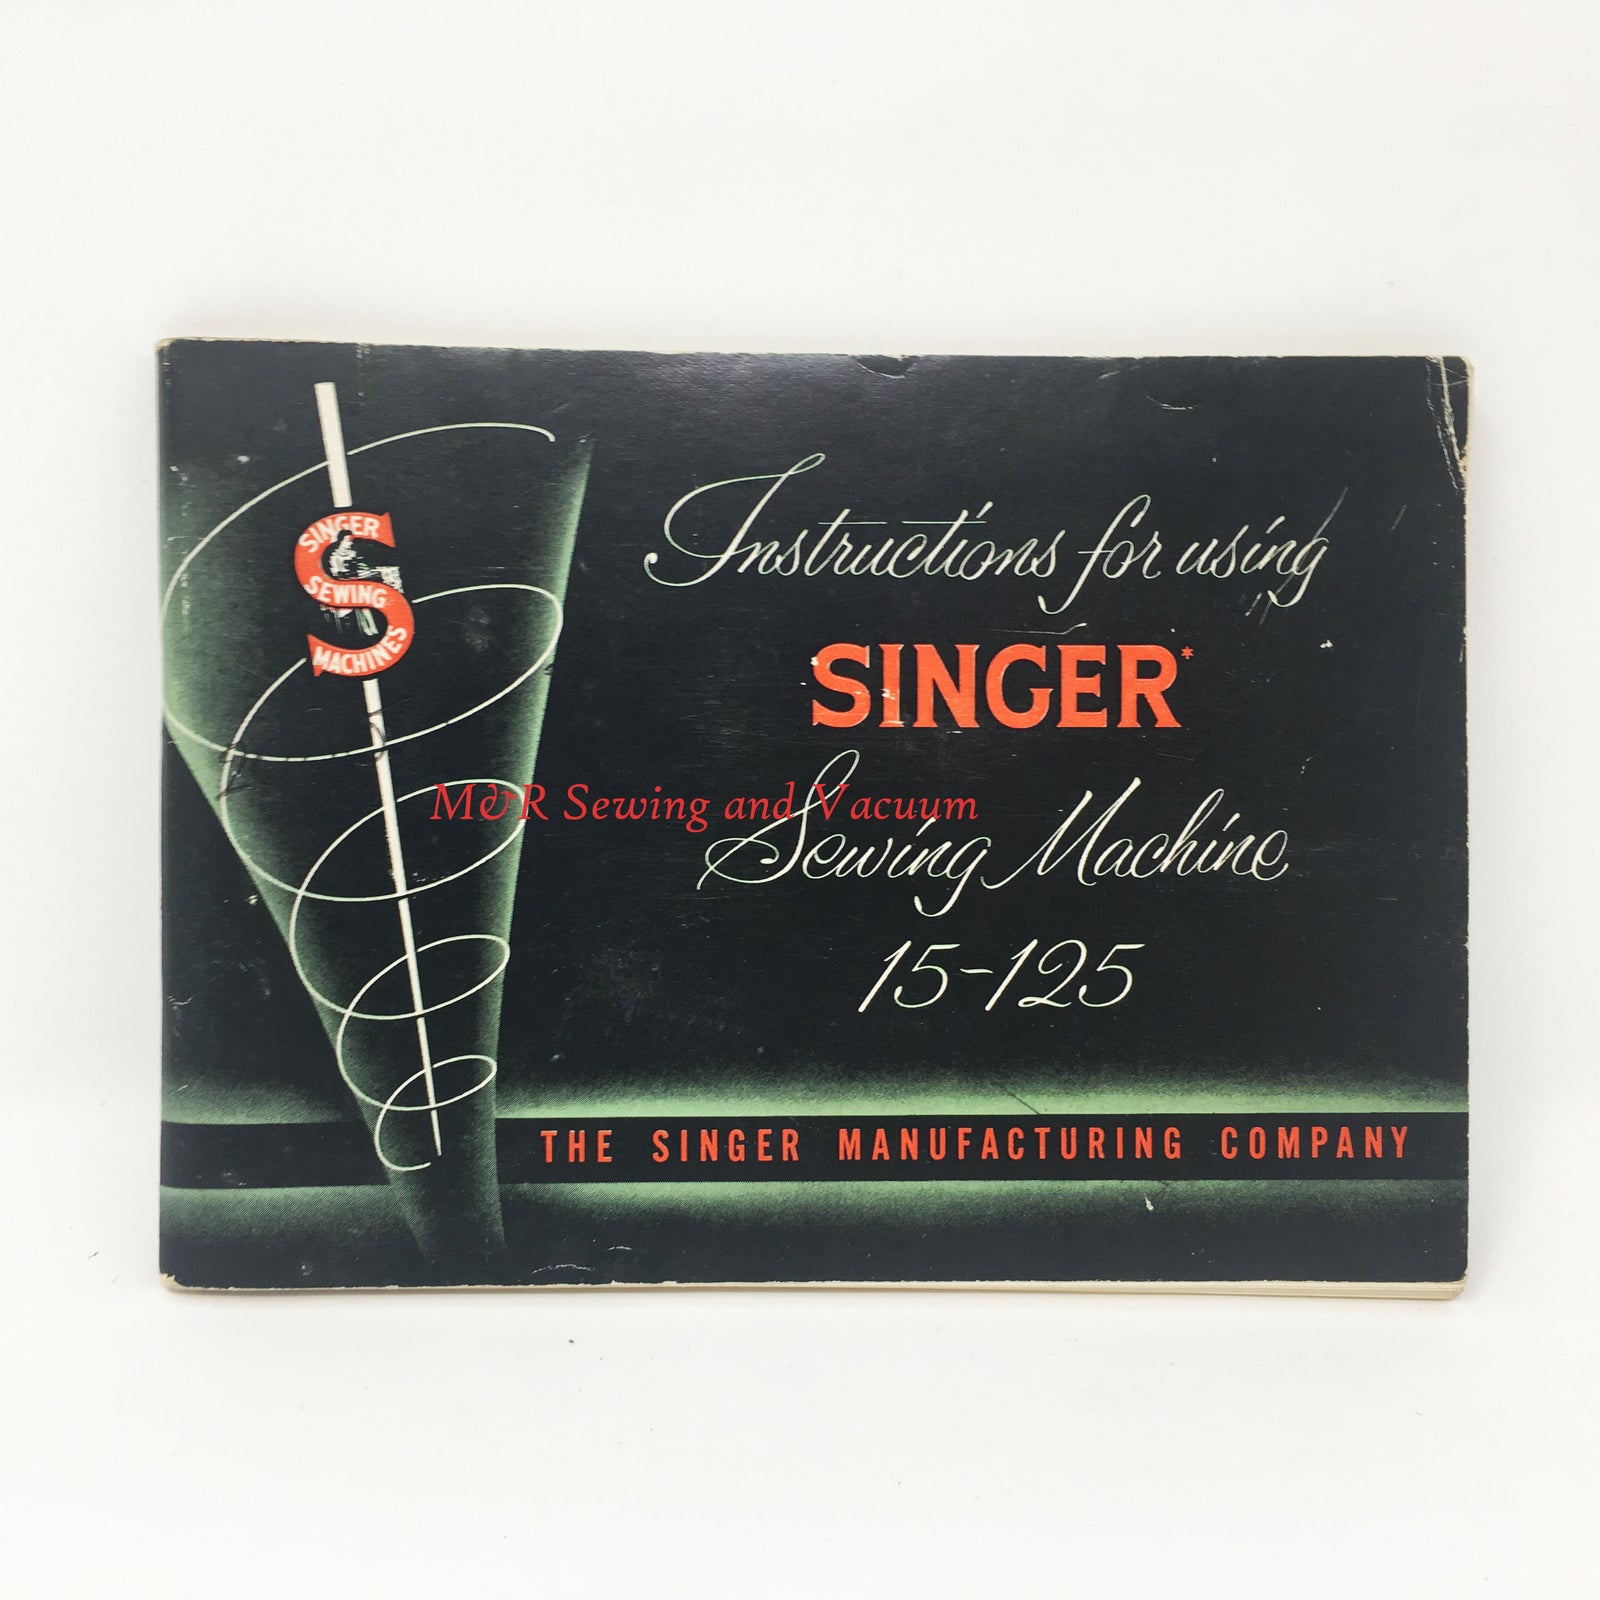 SINGER
SEWING
MACHINES
Instructions for using
SINGER*
M&R Sewing and Vacuum
Sewing Machine
15-125
THE SINGER MANUFACTURING COMPANY